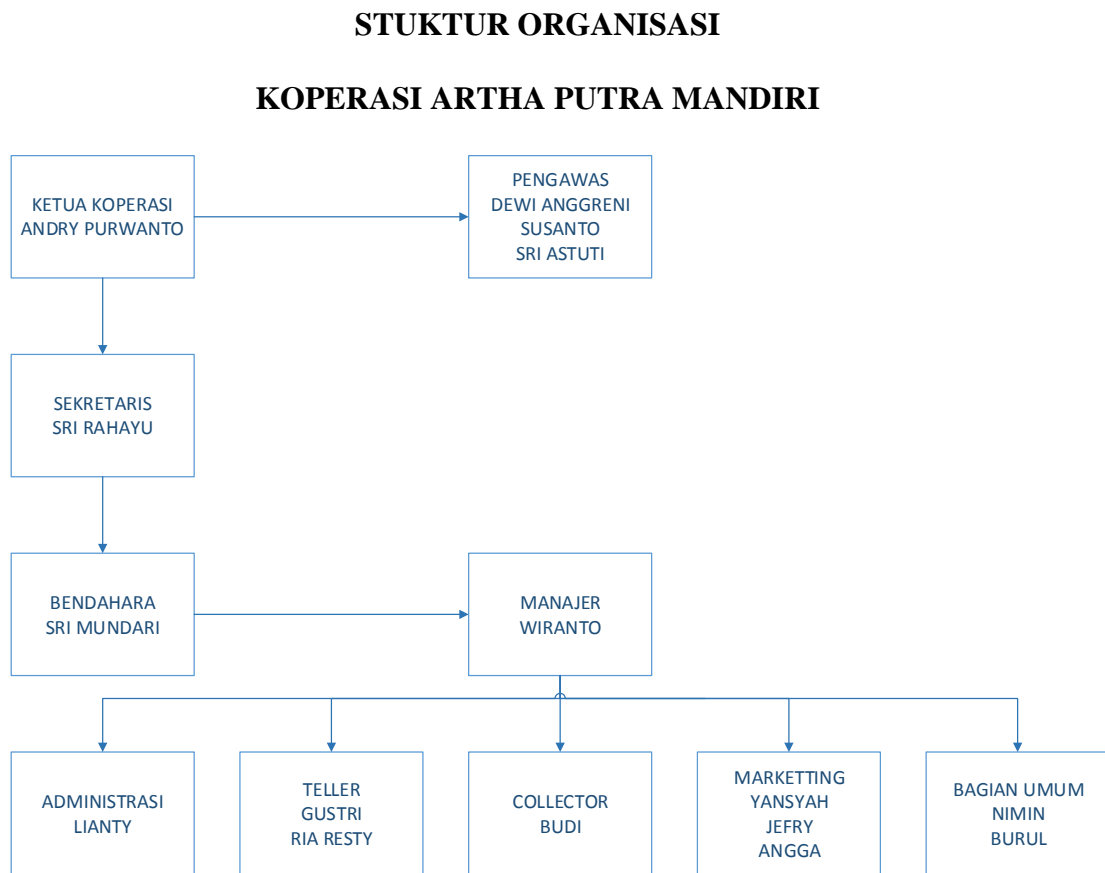 STUKTUR ORGANISASI
KOPERASI ARTHA PUTRA MANDIRI
KETUA KOPERASI
ANDRY PURWANTO
PENGAWAS
DEWI ANGGRENI
SUSANTO
SRI ASTUTI
SEKRETARIS
SRI RAHAYU
BENDAHARA
SRI MUNDARI
MANAJER
WIRANTO
ADMINISTRASI
LIANTY
TELLER
GUSTRI
RIA RESTY
COLLECTOR
BUDI
MARKETTING
YANSYAH
JEFRY
ANGGA
BAGIAN UMUM
NIMIN
BURUL